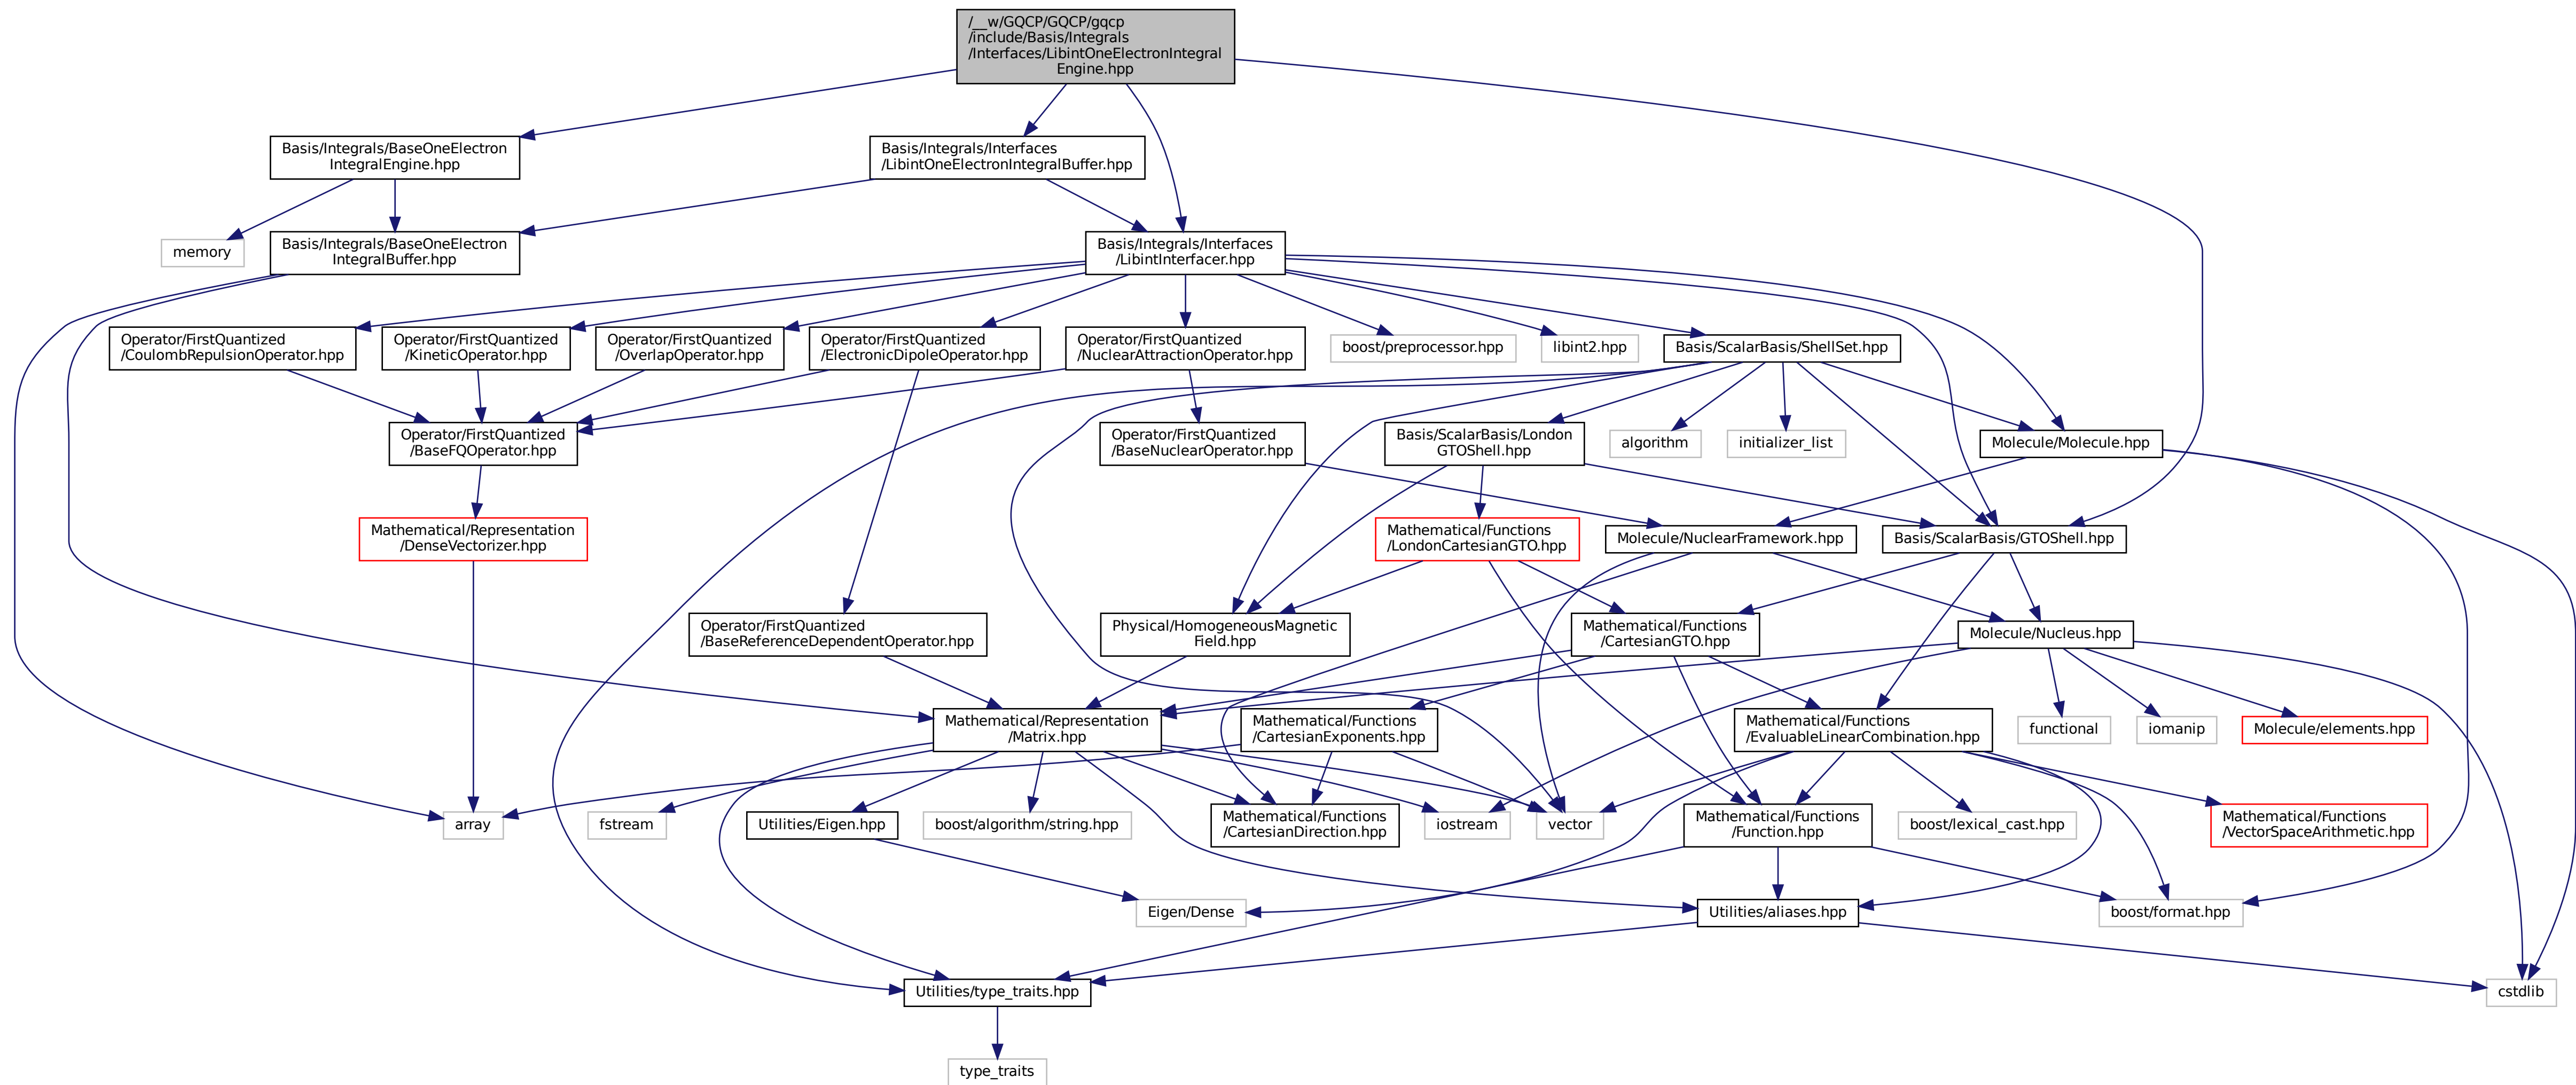 /__w/GQCP/GQCP/gqcp
/include/Basis/Integrals
/Interfaces/LibintOneElectronIntegral
Engine.hpp
Basis/Integrals/BaseOneElectron
IntegralEngine.hpp
Basis/Integrals/Interfaces
/LibintOneElectronIntegralBuffer.hpp
memory
Basis/Integrals/BaseOneElectron
IntegralBuffer.hpp
Basis/Integrals/Interfaces
/LibintInterfacer.hpp
Operator/FirstQuantized
/CoulombRepulsionOperator.hpp
Operator/FirstQuantized
/KineticOperator.hpp
Operator/FirstQuantized
/OverlapOperator.hpp
Operator/FirstQuantized
/ElectronicDipoleOperator.hpp
Operator/FirstQuantized
/NuclearAttractionOperator.hpp
boost/preprocessor.hpp
libint2.hpp
Basis/ScalarBasis/ShellSet.hpp
Operator/FirstQuantized
/BaseFQOperator.hpp
Operator/FirstQuantized
/BaseNuclearOperator.hpp
Basis/ScalarBasis/London
GTOShell.hpp
algorithm
initializer_list
Molecule/Molecule.hpp
Mathematical/Representation
/DenseVectorizer.hpp
Mathematical/Functions
/LondonCartesianGTO.hpp
Molecule/NuclearFramework.hpp
Basis/ScalarBasis/GTOShell.hpp
Operator/FirstQuantized
/BaseReferenceDependentOperator.hpp
Physical/HomogeneousMagnetic
Field.hpp
Mathematical/Functions
/CartesianGTO.hpp
Molecule/Nucleus.hpp
Mathematical/Representation
/Matrix.hpp
Mathematical/Functions
/CartesianExponents.hpp
Mathematical/Functions
/EvaluableLinearCombination.hpp
functional
iomanip
Molecule/elements.hpp
array
fstream
Utilities/Eigen.hpp
boost/algorithm/string.hpp
Mathematical/Functions
/CartesianDirection.hpp
iostream
vector
Mathematical/Functions
/Function.hpp
boost/lexical_cast.hpp
Mathematical/Functions
/VectorSpaceArithmetic.hpp
Eigen/Dense
Utilities/aliases.hpp
boost/format.hpp
Utilities/type_traits.hpp
cstdlib
type_traits